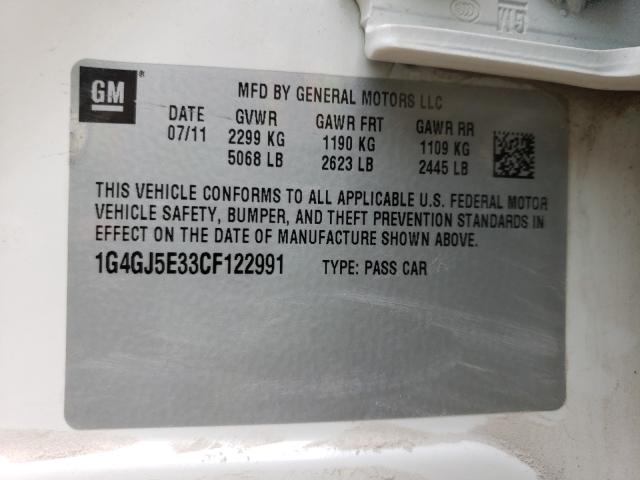 GM
GM ®
MFD BY GENERAL MOTORS LLC
DATE GVWR GAWR FRT GAWR RR
07/11 2299 KG 1190 KG 1109 KG
5068 LB 2623 LB 2445 LB
THIS VEHICLE CONFORMS TO ALL APPLICABLE U.S. FEDERAL MOTOR
VEHICLE SAFETY, BUMPER, AND THEFT PREVENTION STANDARDS IN
EFFECT ON THE DATE OF MANUFACTURE SHOWN ABOVE.
1G4GJ5E33CF122991 TYPE: PASS CAR